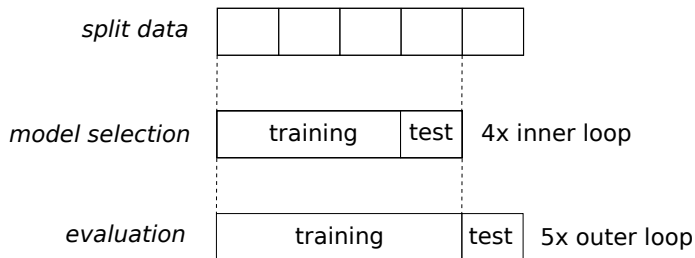 split data
model selection training test 4x inner loop
evaluation training test 5x outer loop